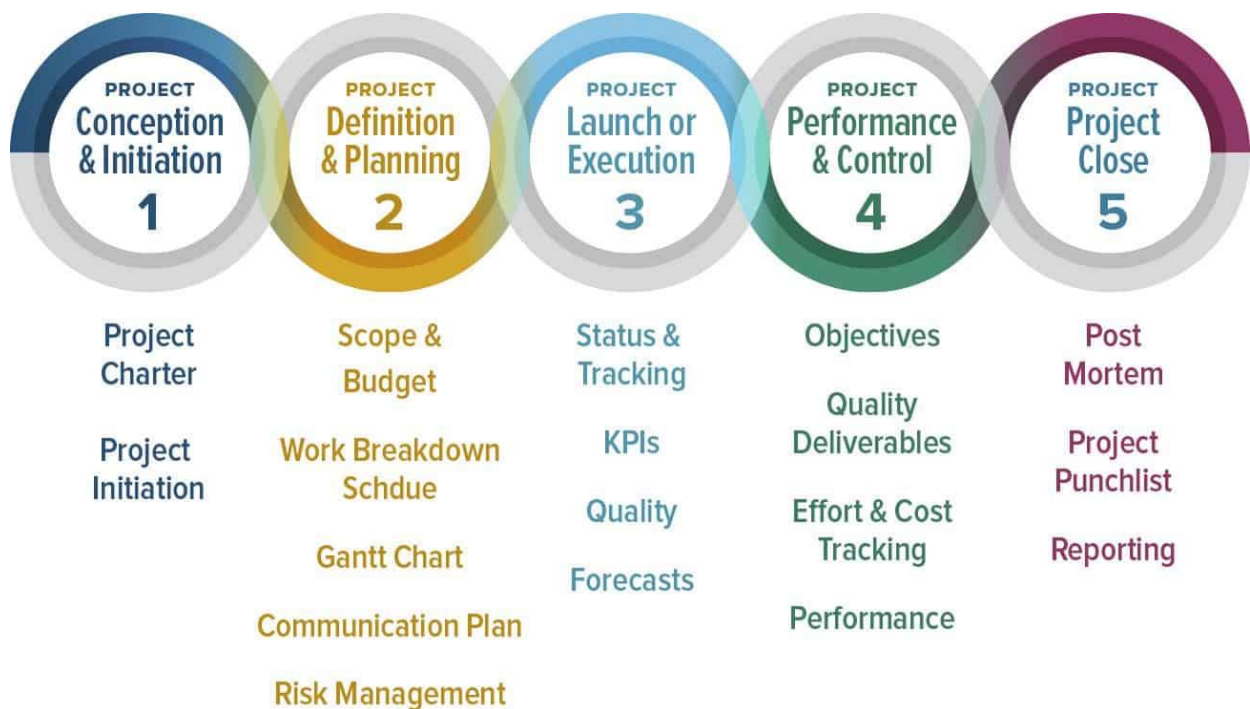 PROJECT
Conception
& Initiation
1
PROJECT
Definition
& Planning
2
PROJECT
Launch or
Execution
3
PROJECT
Performance
& Control
4
PROJECT
Project
Close
5
Project
Charter
Project
Initiation
Scope &
Budget
Work Breakdown
Schdue
Gantt Chart
Communication Plan
Risk Management
Status &
Tracking
KPIs
Quality
Forecasts
Objectives
Quality
Deliverables
Effort & Cost
Tracking
Performance
Post
Mortem
Project
Punchlist
Reporting